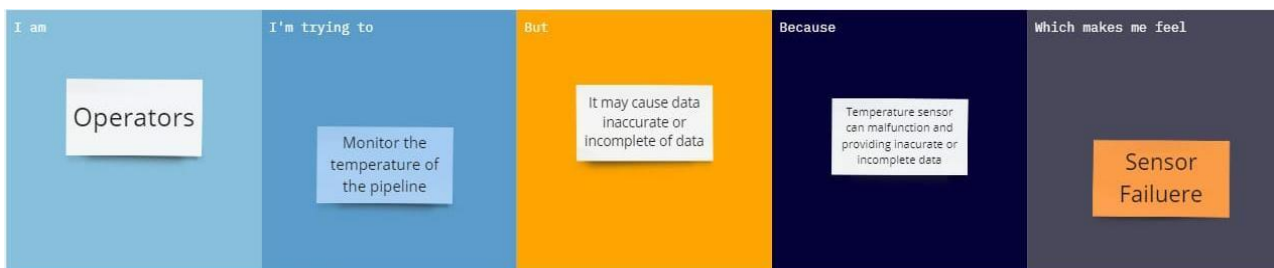 I am
Operators
I'm trying to
Monitor the
temperature of
the pipeline
But
It may cause data
inaccurate or
incomplete of data
Because
Temperature sensor
can malfunction and
providing inacurate or
incomplete data
Which makes me feel
Sensor
Failuere